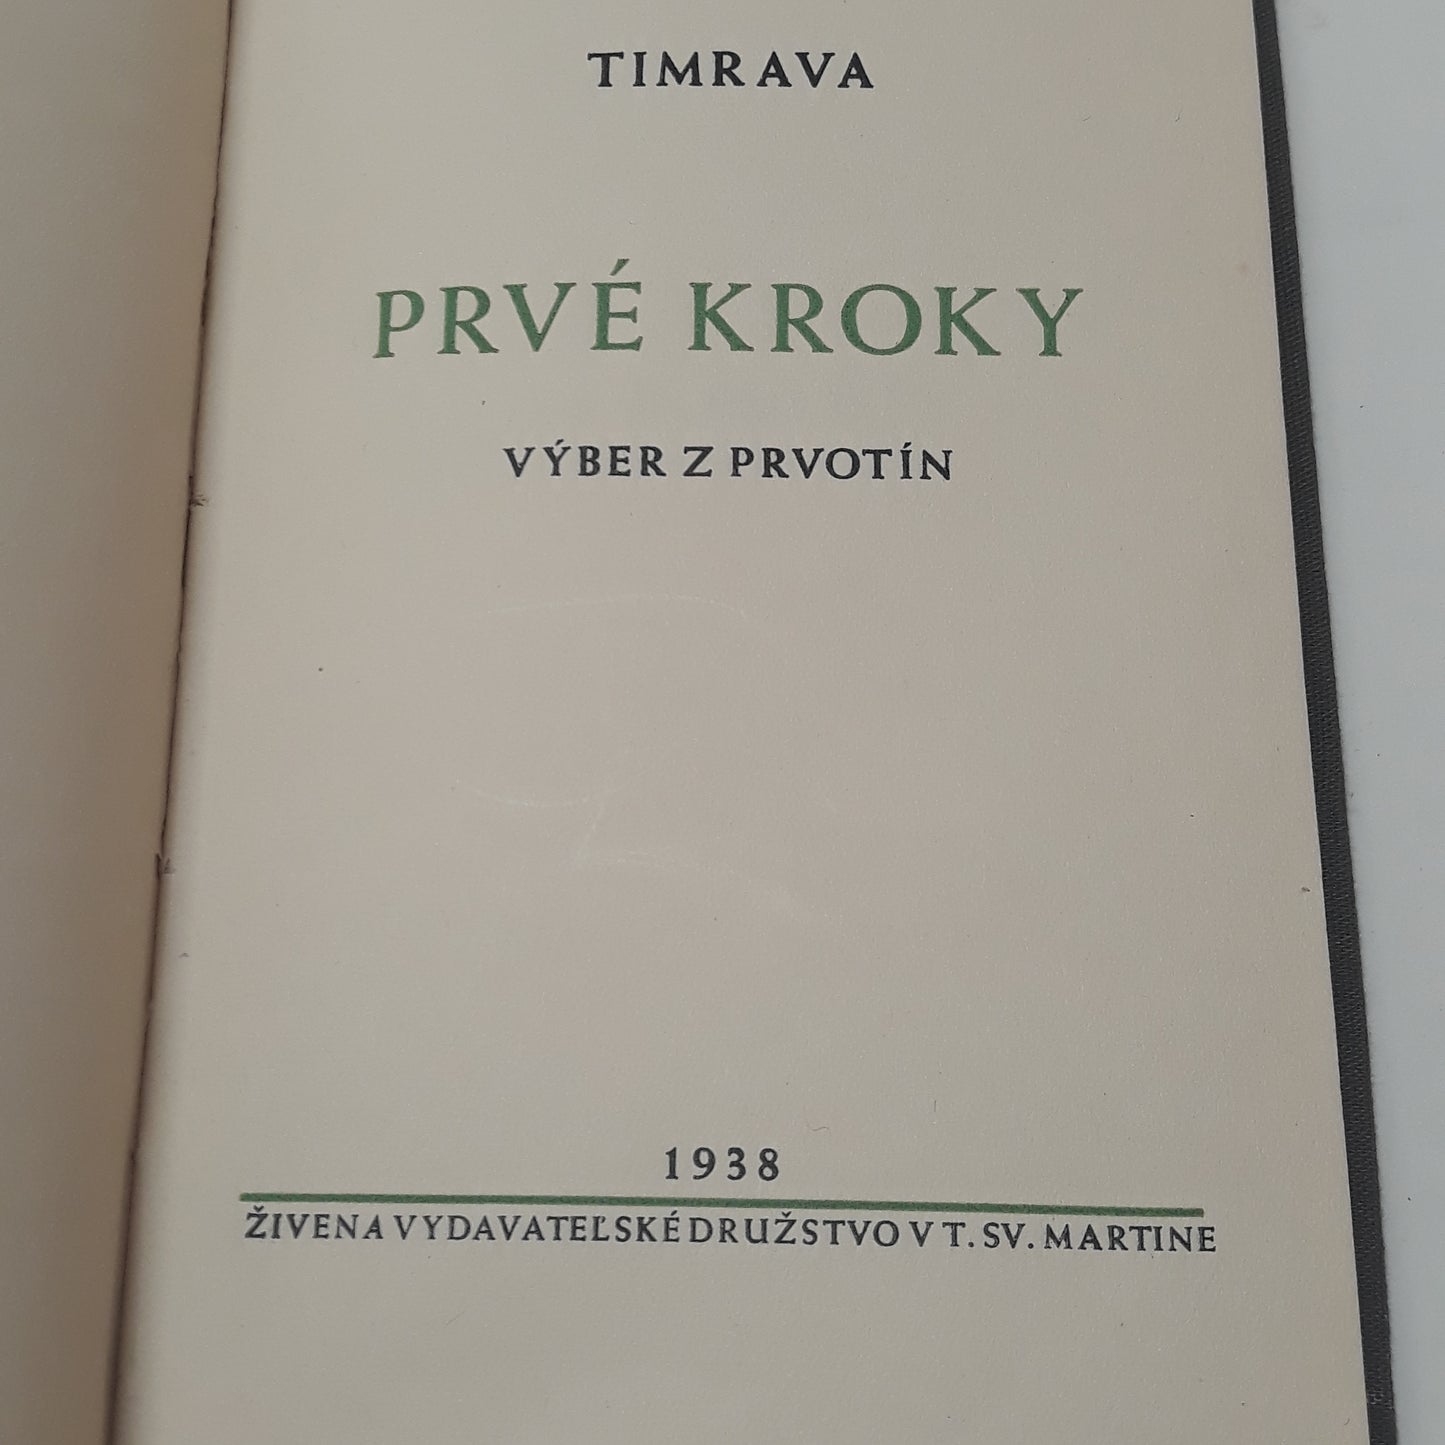 TIMRAVA
PRVÉ KROKY
VÝBER Z PRVOTÍN
1938
ŽIVENA VYDAVATEĽSKÉ DRUŽSTVO V T. SV. MARTINE